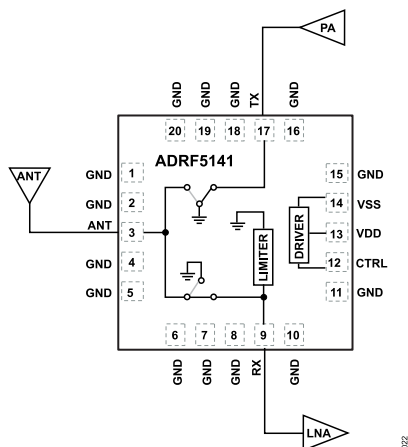 PA
GND
GND
GND
TX
GND
20
19
18
17
16
ADRF5141
ANT
GND
1
15
GND
GND
2
14
VSS
ANT
3
13
VDD
GND
4
12
CTRL
GND
5
11
GND
LIMITER
DRIVER
6
7
8
9
10
GND
GND
GND
RX
GND
LNA
022